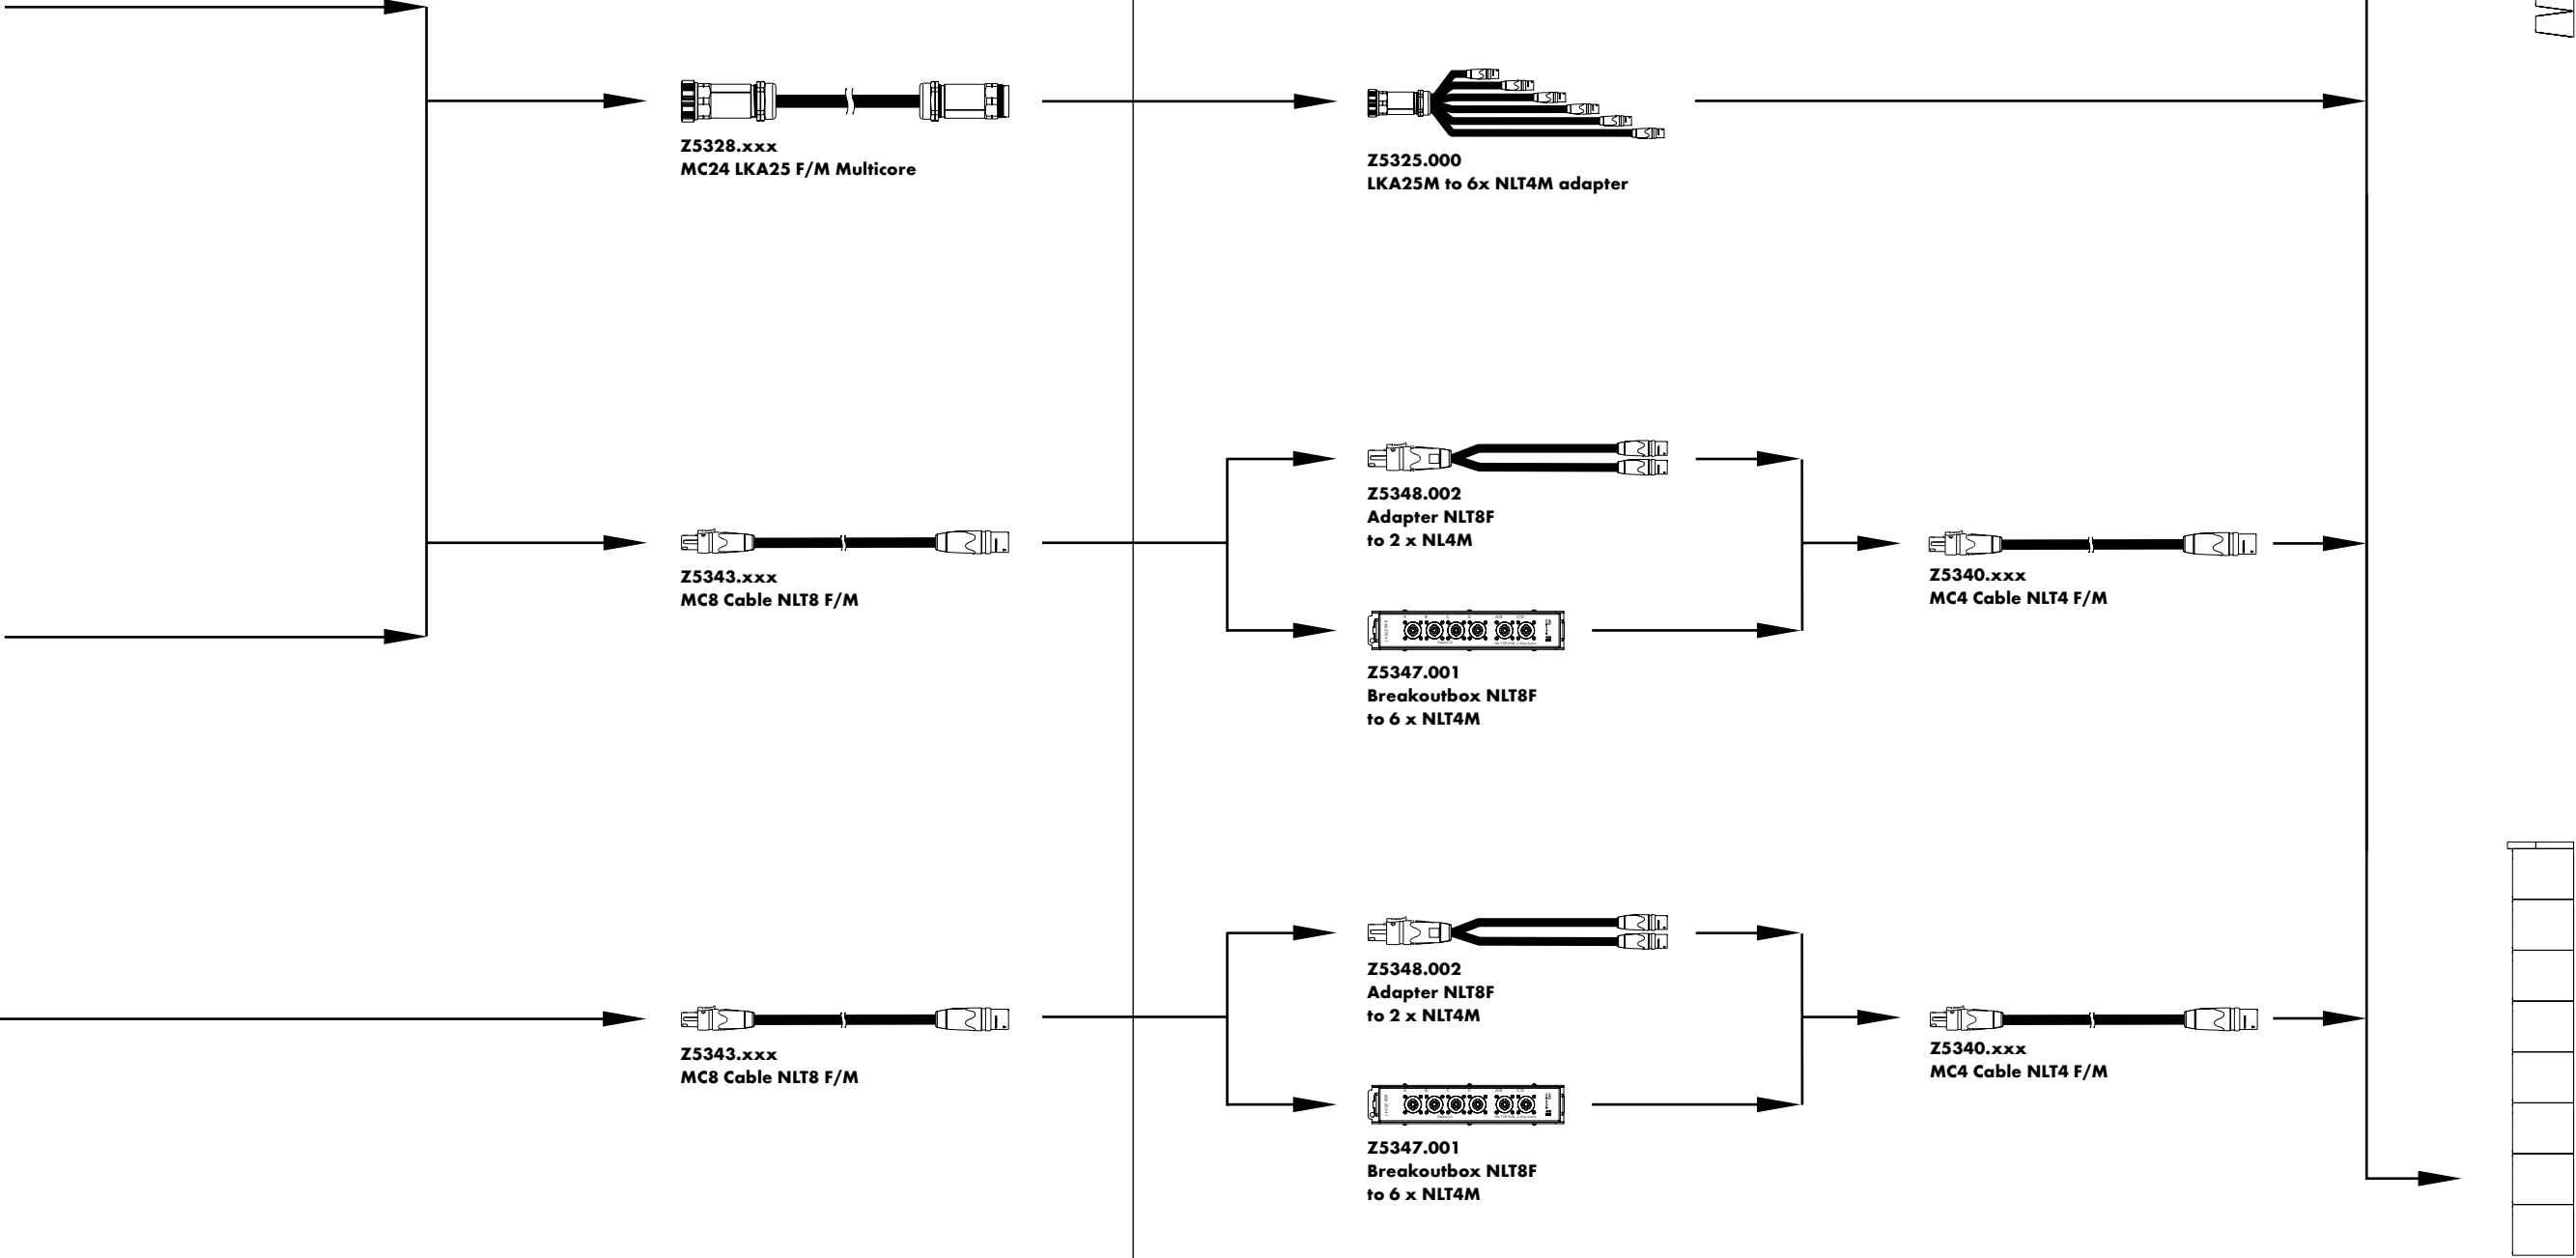 Z5328.xxx
MC24 LKA25 F/M Multicore
Z5325.000
LKA25M to 6x NLT4M adapter
Z5343.xxx
MC8 Cable NLT8 F/M
Z5348.002
Adapter NLT8F
to 2 x NL4M
Z5347.001
Breakoutbox NLT8F
to 6 x NLT4M
Z5340.xxx
MC4 Cable NLT4 F/M
Z5343.xxx
MC8 Cable NLT8 F/M
Z5348.002
Adapter NLT8F
to 2 x NLT4M
Z5347.001
Breakoutbox NLT8F
to 6 x NLT4M
Z5340.xxx
MC4 Cable NLT4 F/M